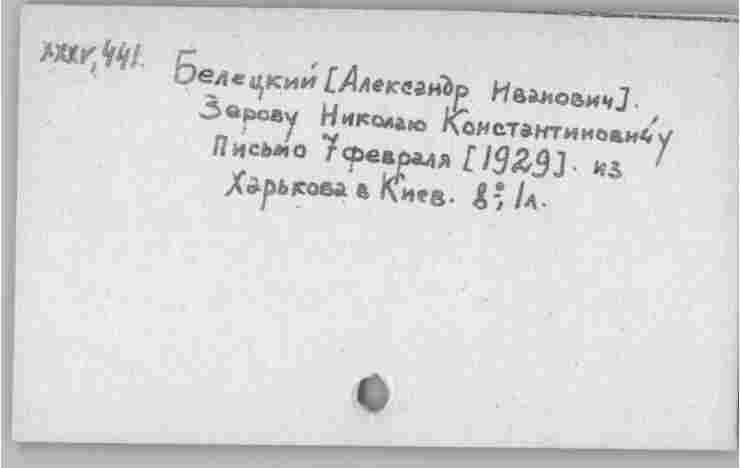 XXXV, 441. Белецкий [Александр Иванович].
Зерову Николаю Константиновичу
Письмо 7 февраля [1929]. из
Харькова в Киев. 8°; 1л.